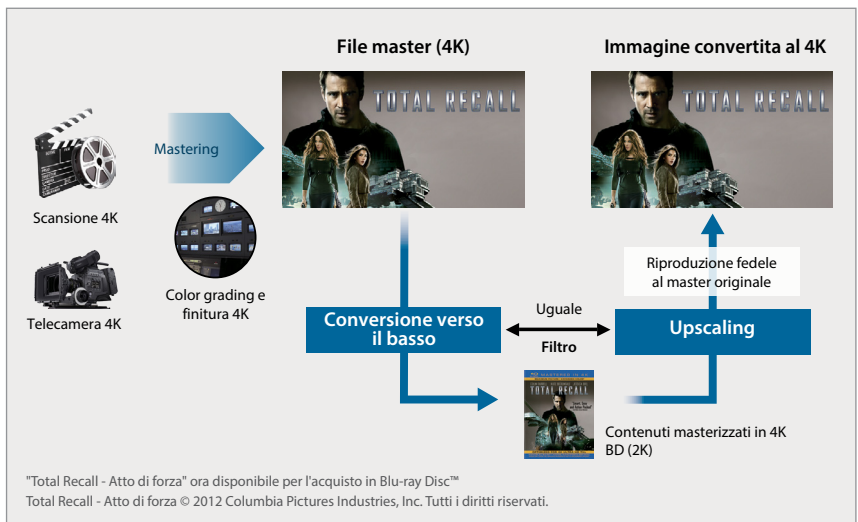 File master (4K)
Immagine convertita al 4K
TOTAL RECALL
TOTAL RECALL
Mastering
Scansione 4K
Color grading e
finitura 4K
Telecamera 4K
Riproduzione fedele
al master originale
Conversione verso
il basso
Uguale
Filtro
Upscaling
MASTERED IN 4K
TOTAL RECALL
Contenuti masterizzati in 4K
BD (2K)
"Total Recall - Atto di forza" ora disponibile per l'acquisto in Blu-ray Disc™
Total Recall - Atto di forza © 2012 Columbia Pictures Industries, Inc. Tutti i diritti riservati.